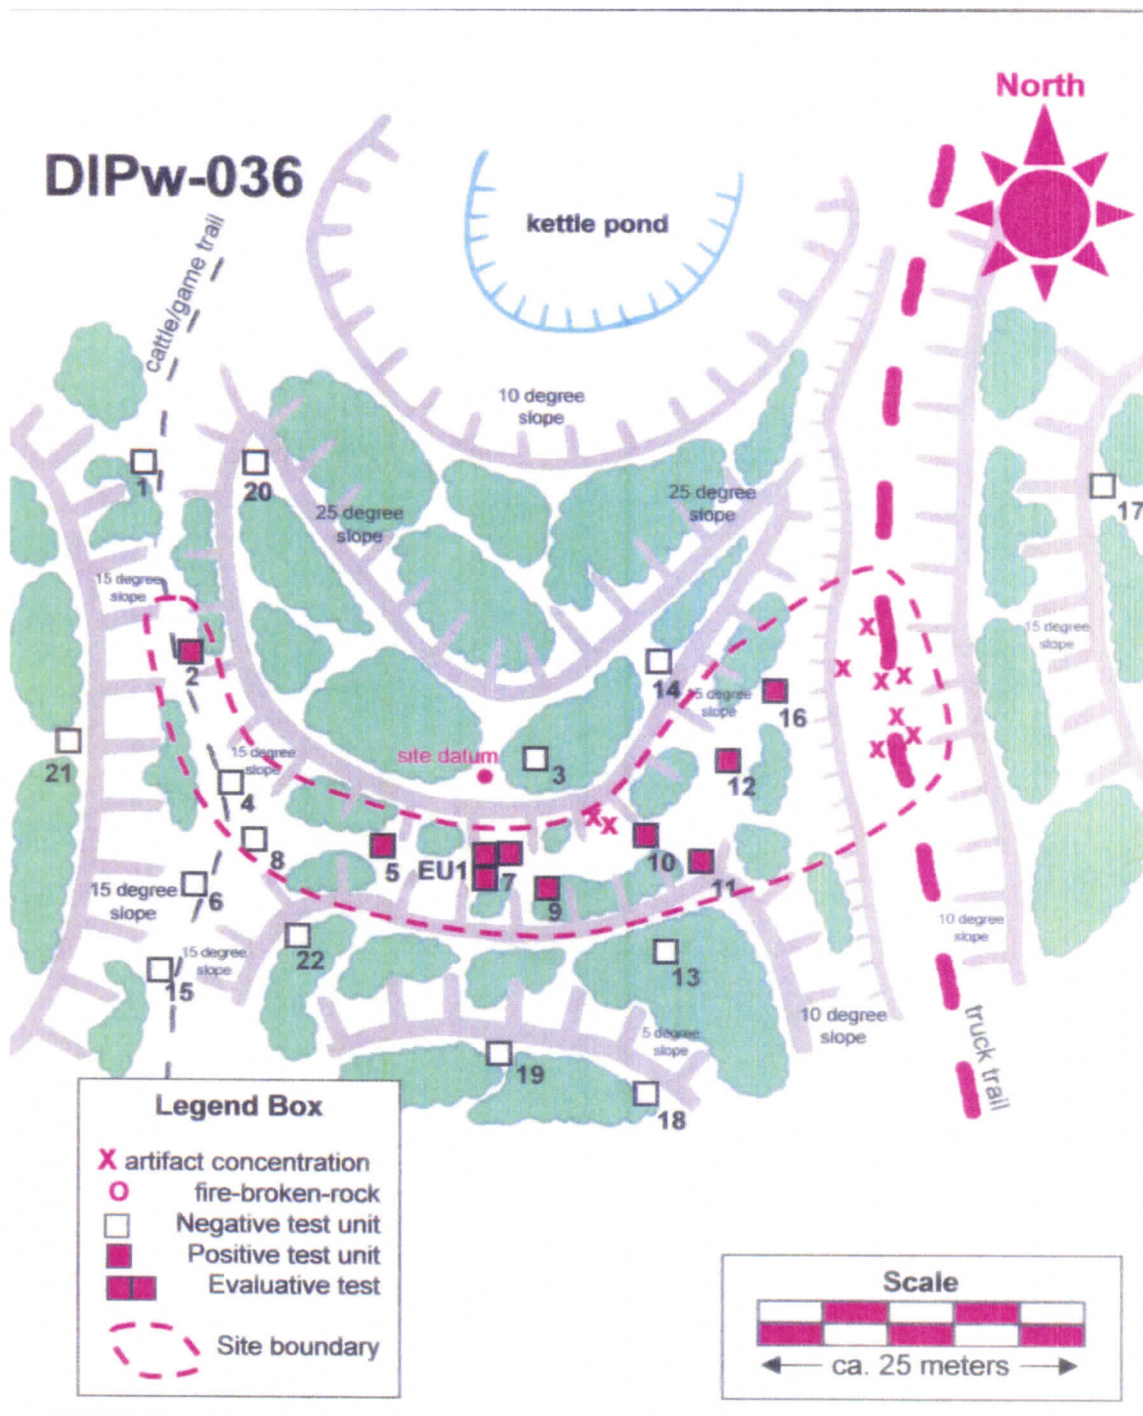 North
DIPw-036
kettle pond
cattle/game trail
10 degree
slope
1
20
25 degree
slope
25 degree
slope
17
15 degree
slope
15 degree
slope
2
14
15 degree
slope
16
21
15 degree
slope
site datum
3
12
4
8
5
EU1
7
10
11
9
15 degree
slope
6
22
15 degree
slope
13
10 degree
slope
15
10 degree
slope
5 degree
slope
truck trail
19
18
Legend Box
X artifact concentration
O fire-broken-rock
Negative test unit
Positive test unit
Evaluative test
Site boundary
Scale
ca. 25 meters